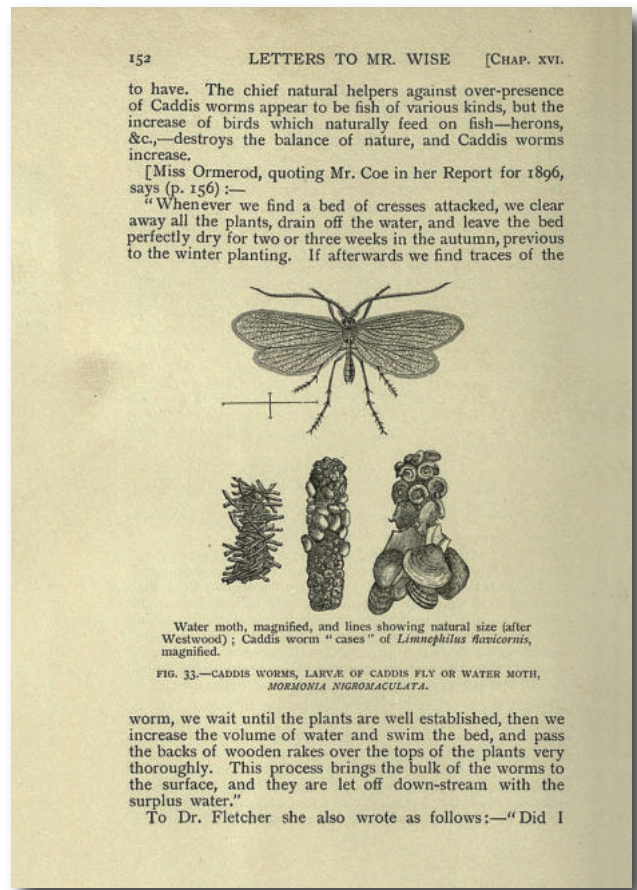 152 LETTERS TO MR. WISE [CHAP. XVI.
to have. The chief natural helpers against over-presence
of Caddis worms appear to be fish of various kinds, but the
increase of birds which naturally feed on fish—herons,
&c.,—destroys the balance of nature, and Caddis worms
increase.
[Miss Ormerod, quoting Mr. Coe in her Report for 1896,
says (p. 156) :—
"Whenever we find a bed of cresses attacked, we clear
away all the plants, drain off the water, and leave the bed
perfectly dry for two or three weeks in the autumn, previous
to the winter planting. If afterwards we find traces of the
Water moth, magnified, and lines showing natural size (after
Westwood) ; Caddis worm "cases" of Limnephilus flavicornis,
magnified.
FIG. 33.—CADDIS WORMS, LARVÆ OF CADDIS FLY OR WATER MOTH,
MORMONIA NIGROMACULATA.
worm, we wait until the plants are well established, then we
increase the volume of water and swim the bed, and pass
the backs of wooden rakes over the tops of the plants very
thoroughly. This process brings the bulk of the worms to
the surface, and they are let off down-stream with the
surplus water."
To Dr. Fletcher she also wrote as follows:—"Did I